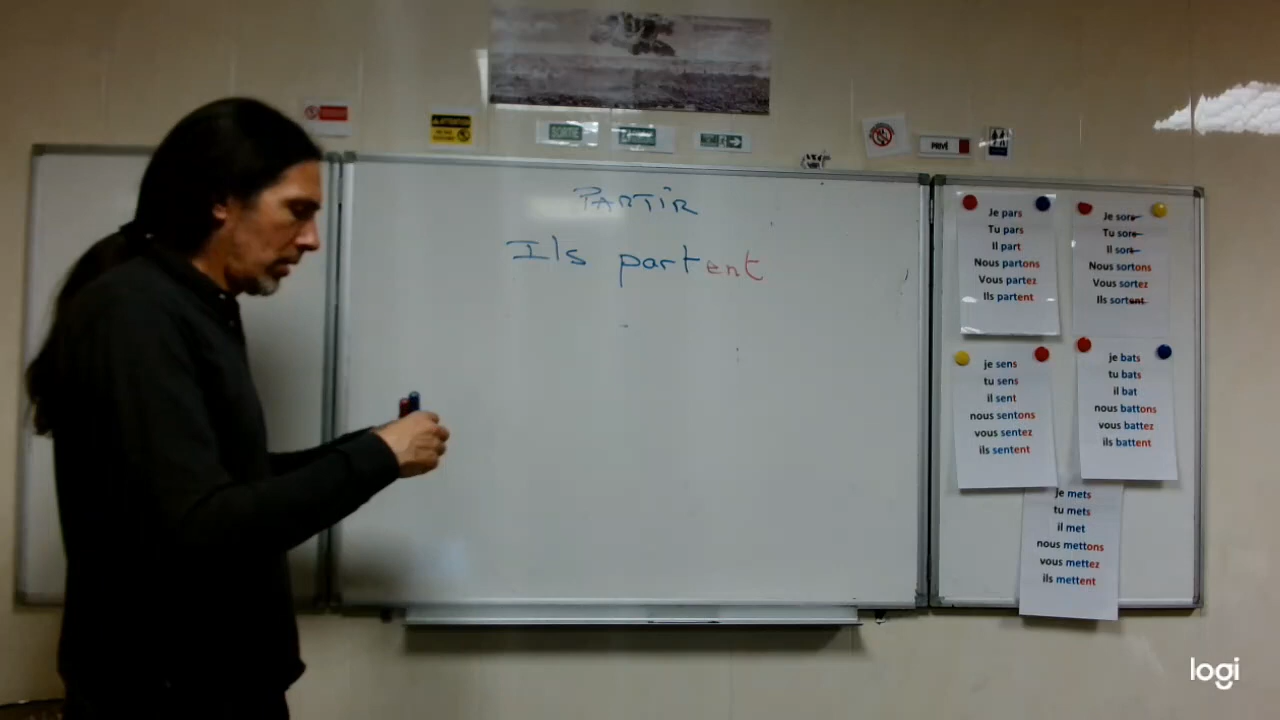 ATTENTION
SORTIE
PRIVÉ
PARTIR
Ils partent
Je pars
Tu pars
Il part
Nous partons
Vous partez
Ils partent
Je sors
Tu sors
Il sort
Nous sortons
Vous sortez
Ils sortent
je sens
tu sens
il sent
nous sentons
vous sentez
ils sentent
je bats
tu bats
il bat
nous battons
vous battez
ils battent
je mets
tu mets
il met
nous mettons
vous mettez
ils mettent
logi